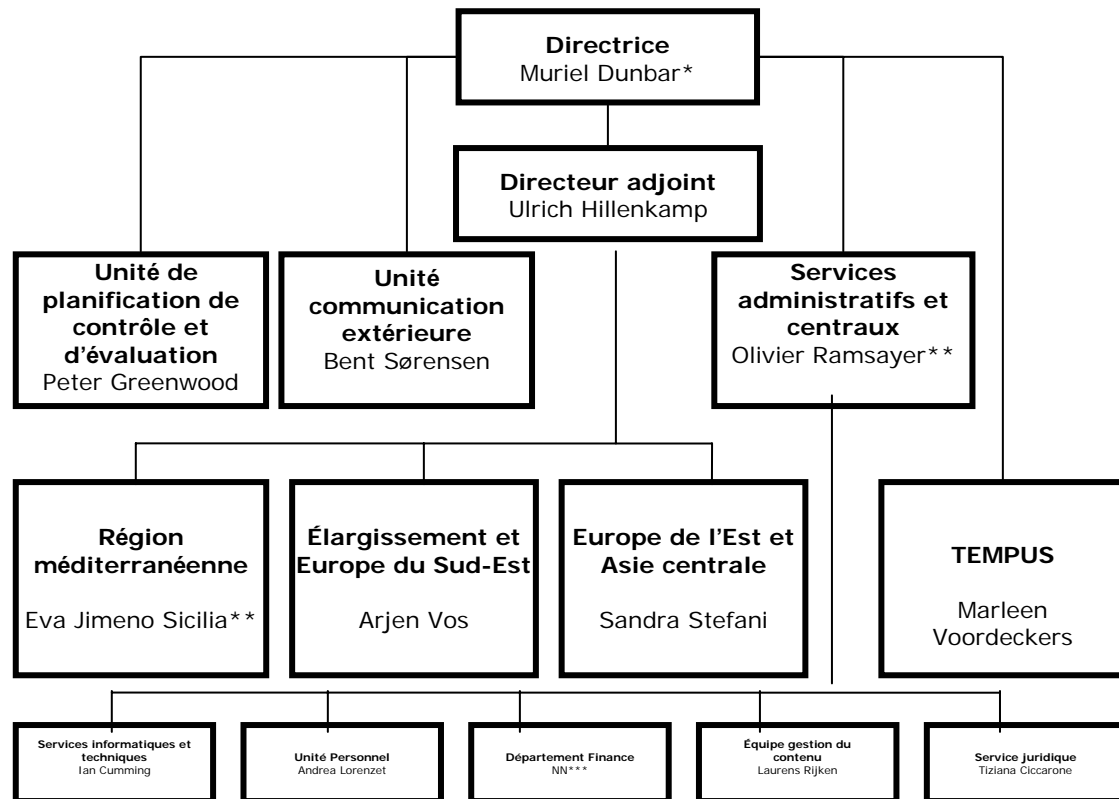 Directrice
Muriel Dunbar*
Directeur adjoint
Ulrich Hillenkamp
Unité de
planification de
contrôle et
d'évaluation
Peter Greenwood
Unité
communication
extérieure
Bent Sørensen
Services
administratifs et
centraux
Olivier Ramsayer**
Région
méditerranéenne
Eva Jimeno Sicilia**
Élargissement et
Europe du Sud-Est
Arjen Vos
Europe de l'Est et
Asie centrale
Sandra Stefani
TEMPUS
Marleen
Voordeckers
Services informatiques et
techniques
Ian Cumming
Unité Personnel
Andrea Lorenzet
Département Finance
NN***
Équipe gestion du
contenu
Laurens Rijken
Service juridique
Tiziana Ciccarone